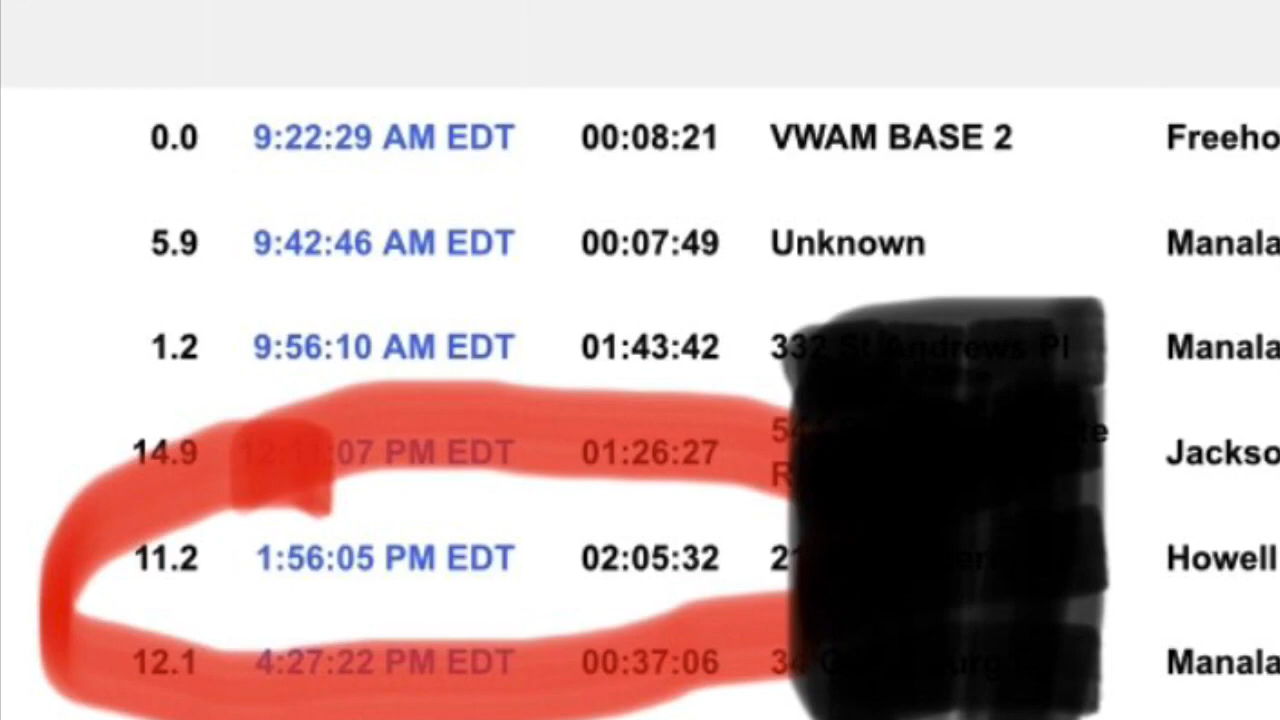 0.0 9:22:29 AM EDT 00:08:21 VWAM BASE 2 Freeho
5.9 9:42:46 AM EDT 00:07:49 Unknown Manala
1.2 9:56:10 AM EDT 01:43:42 Manala
14.9 PM EDT 01:26:27 Jackso
11.2 1:56:05 PM EDT 02:05:32 Howell
12.1 4:27:22 PM EDT 00:37:06 Manala